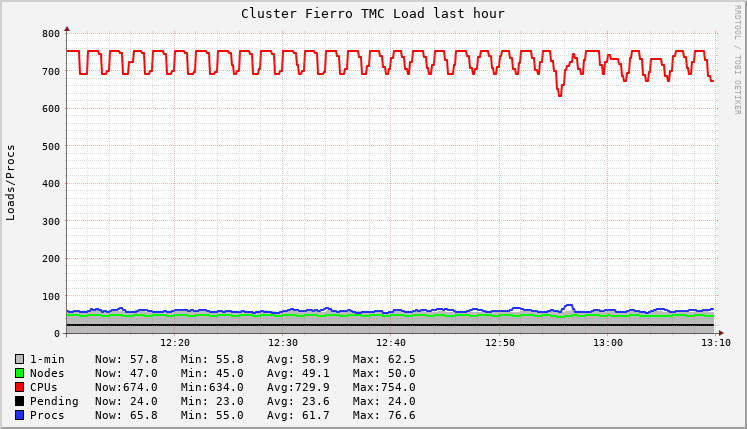 Cluster Fierro TMC Load last hour
RRDTOOL / TOBI OETIKER
Loads/Procs
800
700
600
500
400
300
200
100
0
12:20 12:30 12:40 12:50 13:00 13:10
1-min Now: 57.8 Min: 55.8 Avg: 58.9 Max: 62.5
Nodes Now: 47.0 Min: 45.0 Avg: 49.1 Max: 50.0
CPUs Now:674.0 Min:634.0 Avg:729.9 Max:754.0
Pending Now: 24.0 Min: 23.0 Avg: 23.6 Max: 24.0
Procs Now: 65.8 Min: 55.0 Avg: 61.7 Max: 76.6